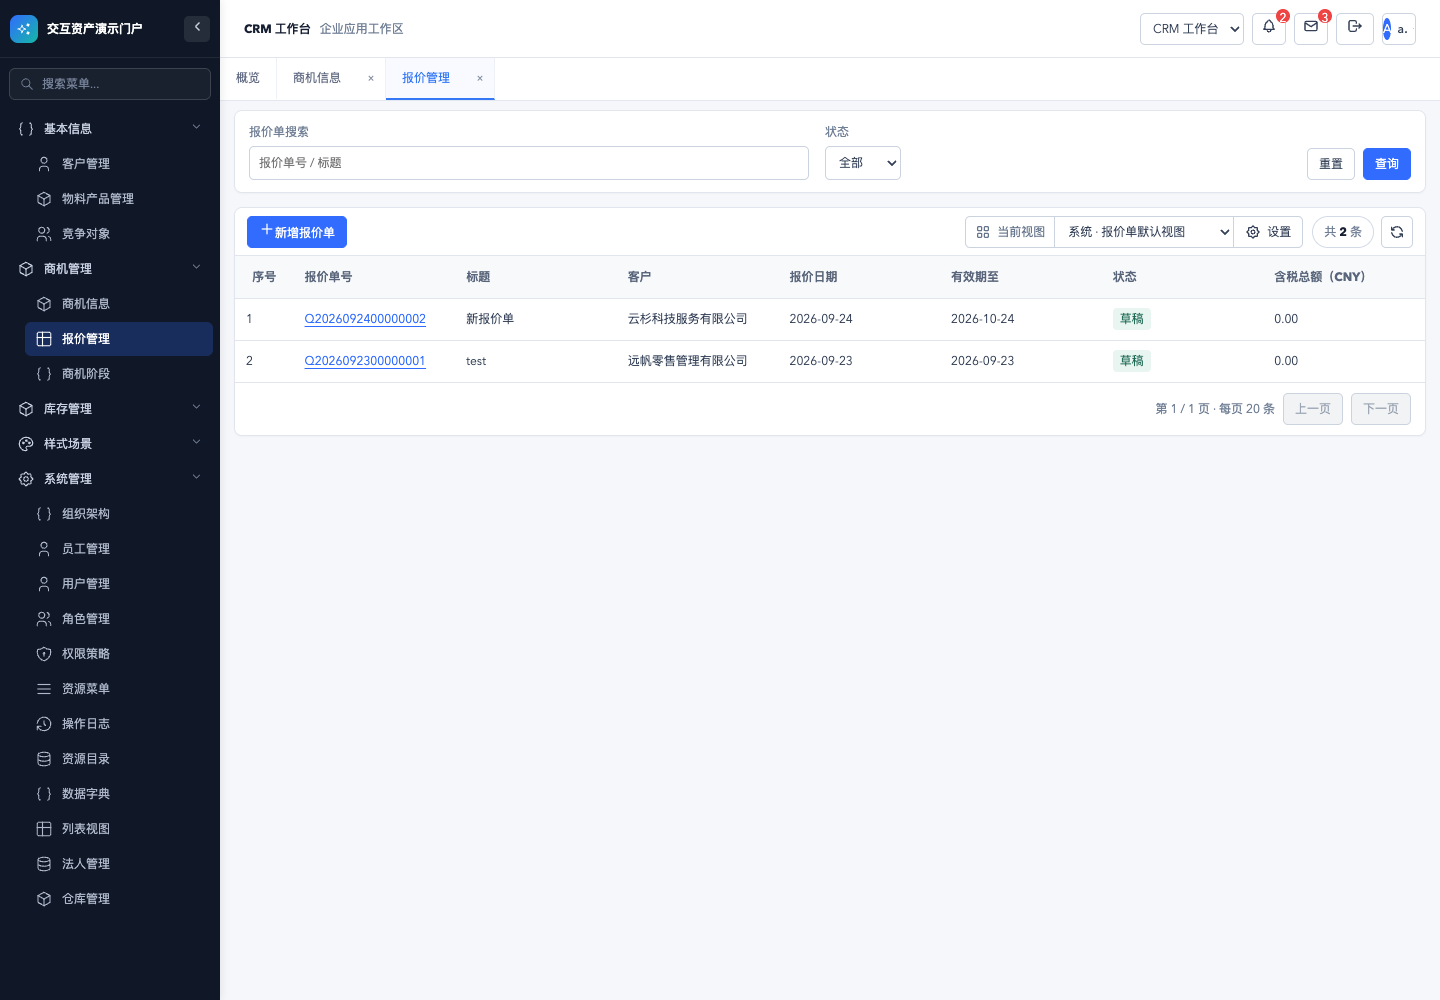 交互资产演示门户
搜索菜单...
基本信息
客户管理
物料产品管理
竞争对象
商机管理
商机信息
报价管理
商机阶段
库存管理
样式场景
系统管理
组织架构
员工管理
用户管理
角色管理
权限策略
资源菜单
操作日志
资源目录
数据字典
列表视图
法人管理
仓库管理
CRM 工作台 企业应用工作区
CRM 工作台 2 3 A a.
概览 商机信息 × 报价管理 ×
报价单搜索 状态
报价单号 / 标题 全部 重置 查询
新增报价单 当前视图 系统 · 报价单默认视图 设置 共 2 条
序号 报价单号 标题 客户 报价日期 有效期至 状态 含税总额（CNY）
1 Q2026092400000002 新报价单 云杉科技服务有限公司 2026-09-24 2026-10-24 草稿 0.00
2 Q2026092300000001 test 远帆零售管理有限公司 2026-09-23 2026-09-23 草稿 0.00
第 1 / 1 页 · 每页 20 条 上一页 下一页